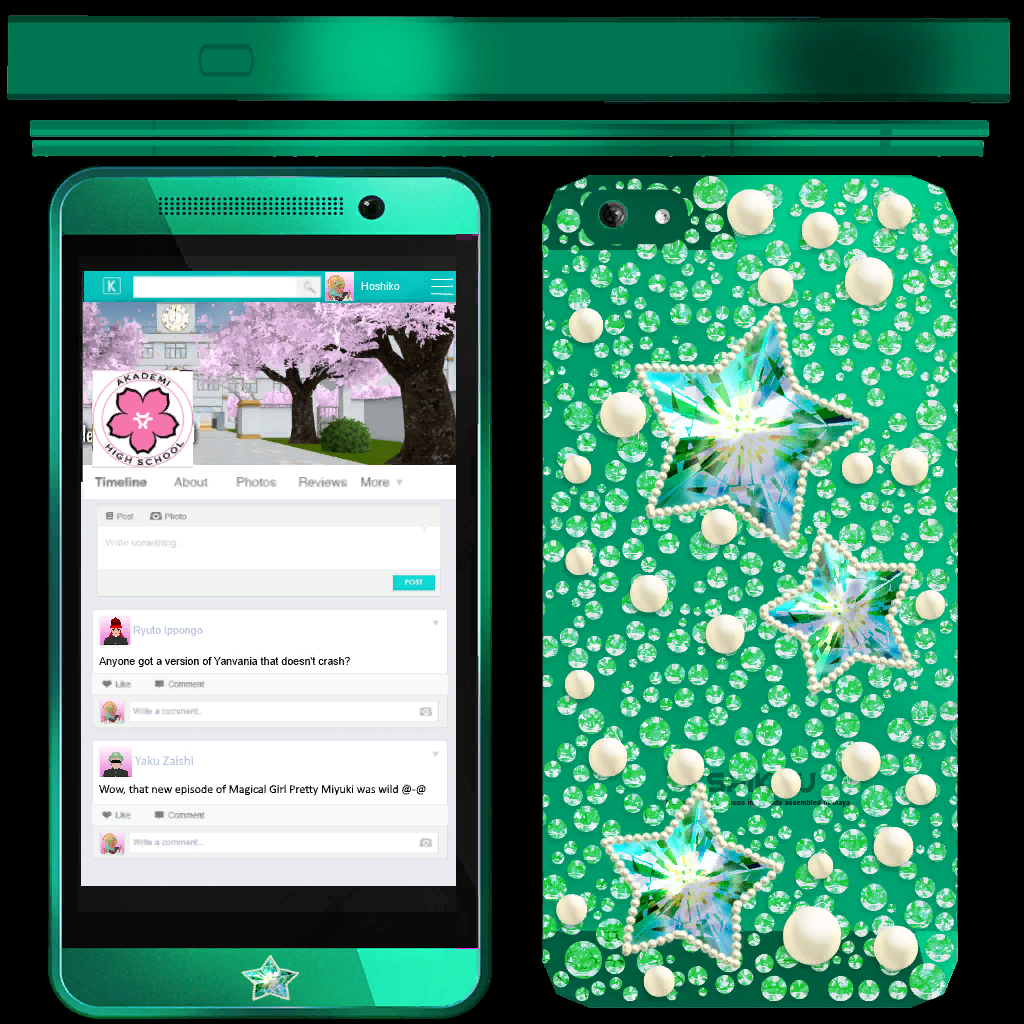 K
Hoshiko
AKADEMI
HIGH SCHOOL
Timeline About Photos Reviews More
Post Photo
Write something...
POST
Ryuto Ippongo
Anyone got a version of Yanvania that doesn't crash?
Like Comment
Write a comment..
Yaku Zaishi
Wow, that new episode of Magical Girl Pretty Miyuki was wild @-@
Like Comment
Write a comment..
assembled in